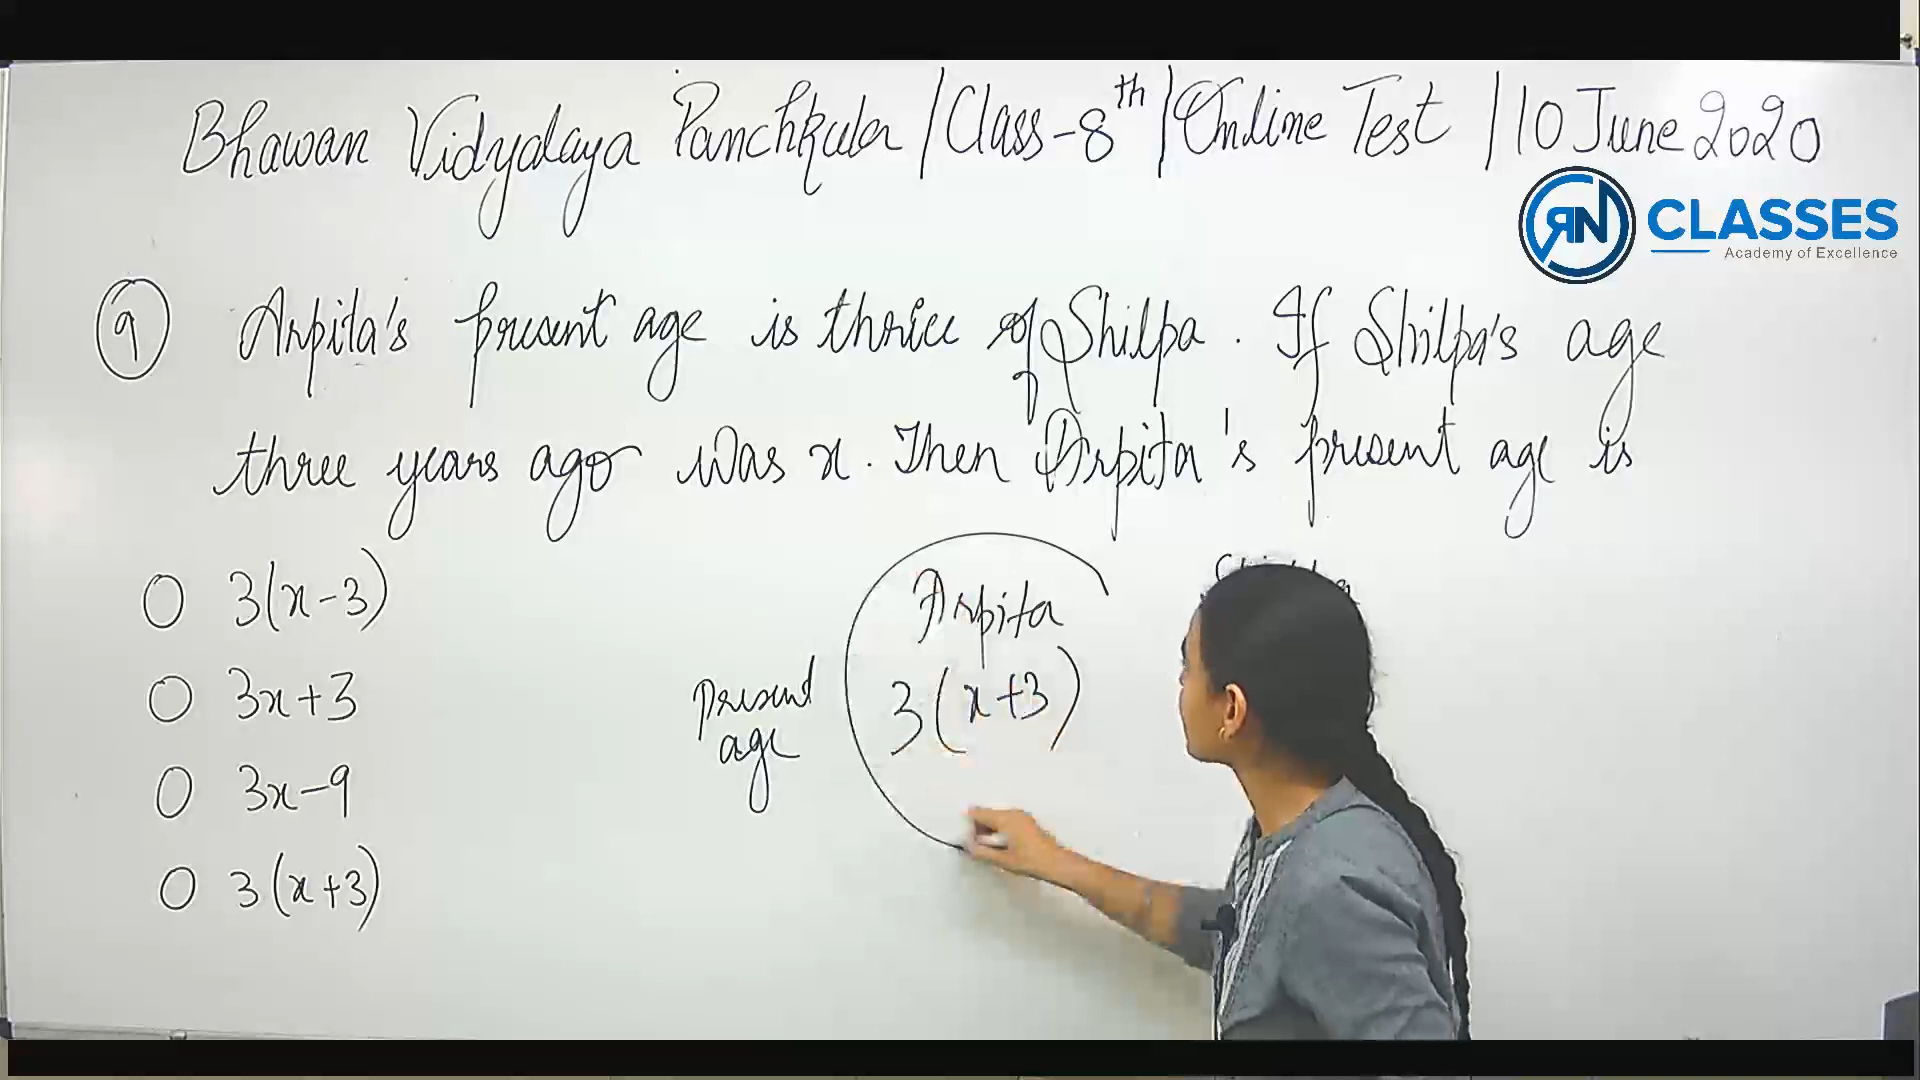 Bhawan Vidyalaya Panchkula / Class-8th / Online Test / 10 June 2020
RN CLASSES
Academy of Excellence
9 Arpita's present age is thrice of Shilpa. If Shilpa's age
three years ago was x. Then Arpita's present age is
3(x-3)
3x+3
3x-9
3(x+3)
Arpita
present age
3(x+3)